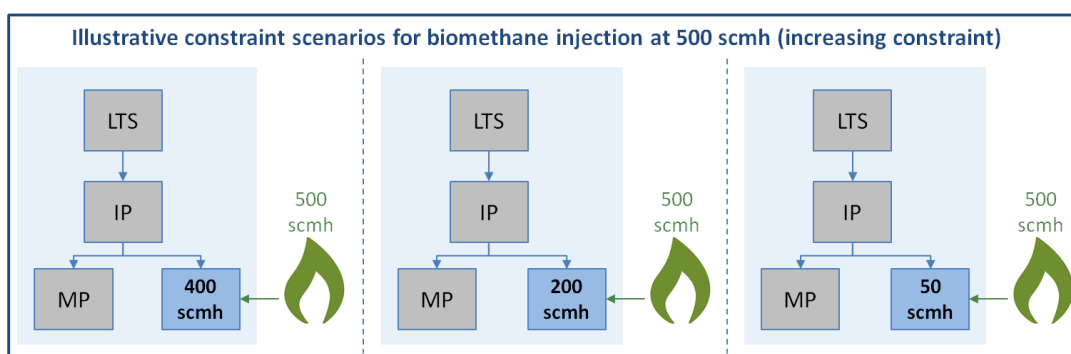 Illustrative constraint scenarios for biomethane injection at 500 scmh (increasing constraint)
LTS
IP
500
scmh
MP
400
scmh
LTS
IP
500
scmh
MP
200
scmh
LTS
IP
500
scmh
MP
50
scmh